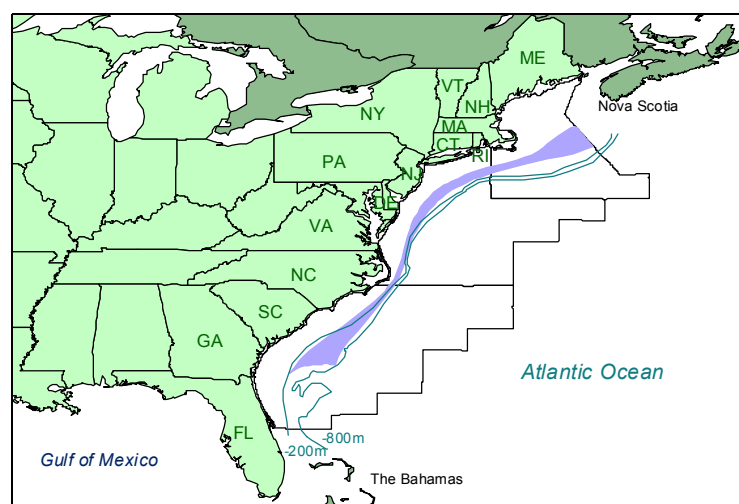 ME
VT
NH
Nova Scotia
NY
MA
CT
RI
PA
NJ
DE
VA
NC
SC
GA
Atlantic Ocean
FL
-800m
-200m
Gulf of Mexico
The Bahamas